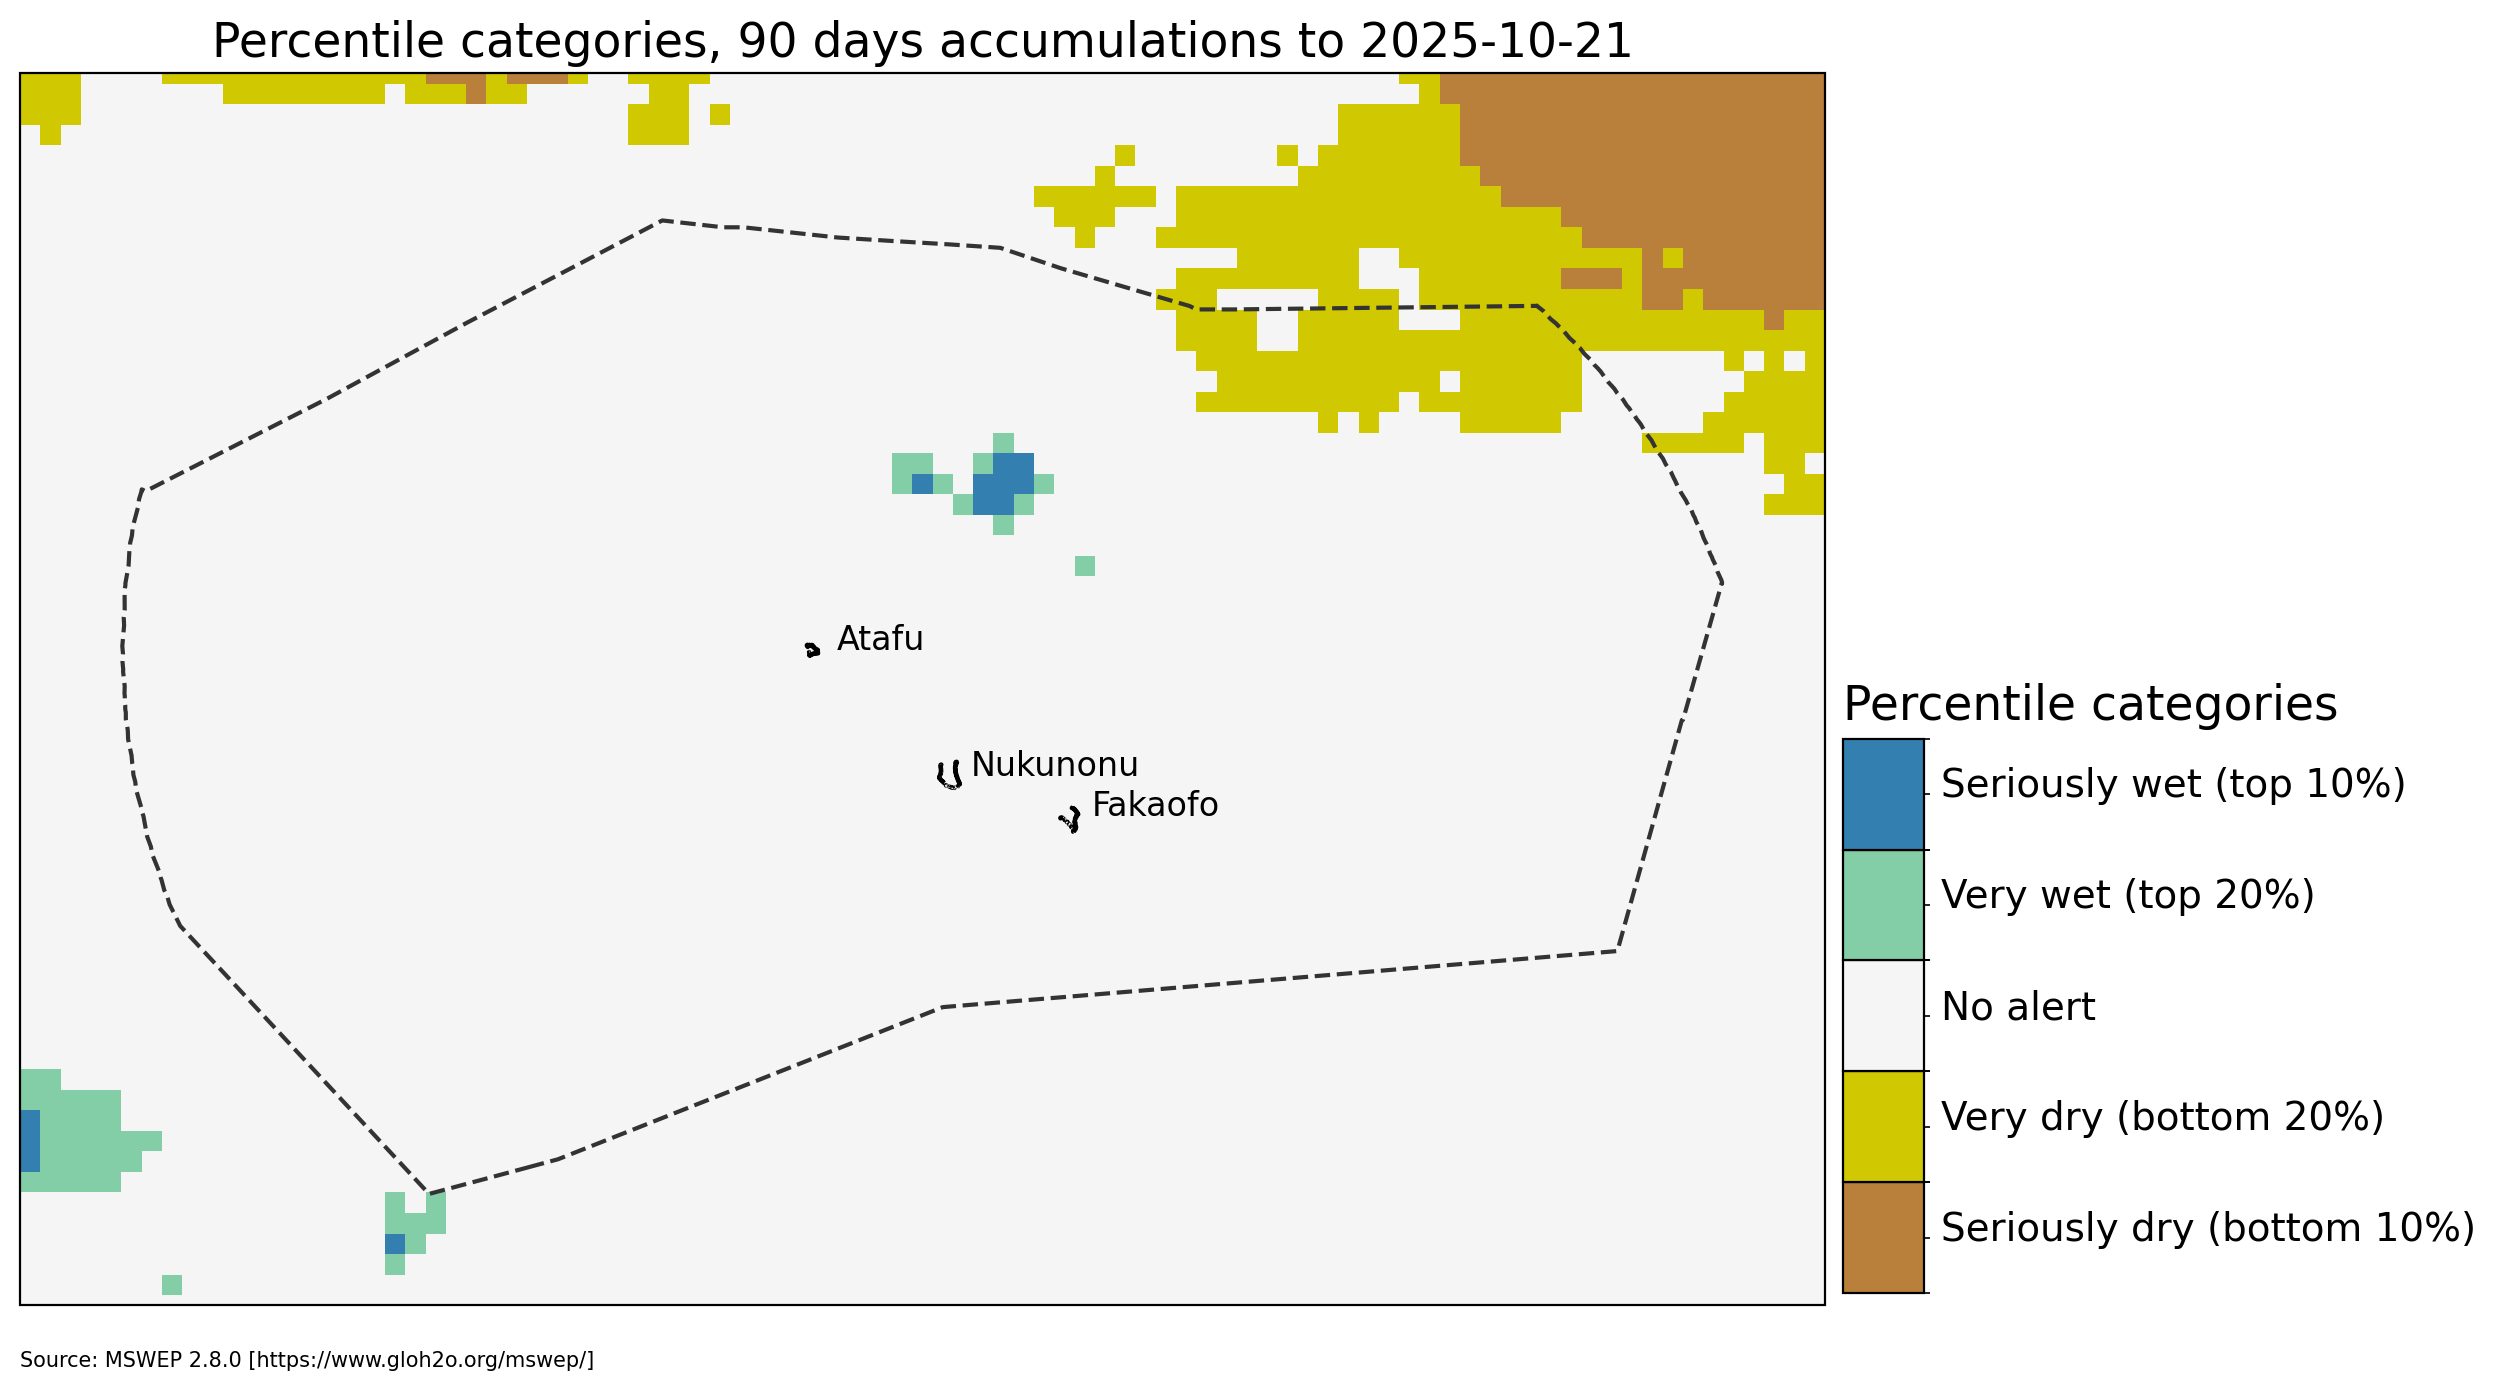 Percentile categories, 90 days accumulations to 2025-10-21
Atafu
Nukunonu
Fakaofo
Percentile categories
Seriously wet (top 10%)
Very wet (top 20%)
No alert
Very dry (bottom 20%)
Seriously dry (bottom 10%)
Source: MSWEP 2.8.0 [https://www.gloh2o.org/mswep/]